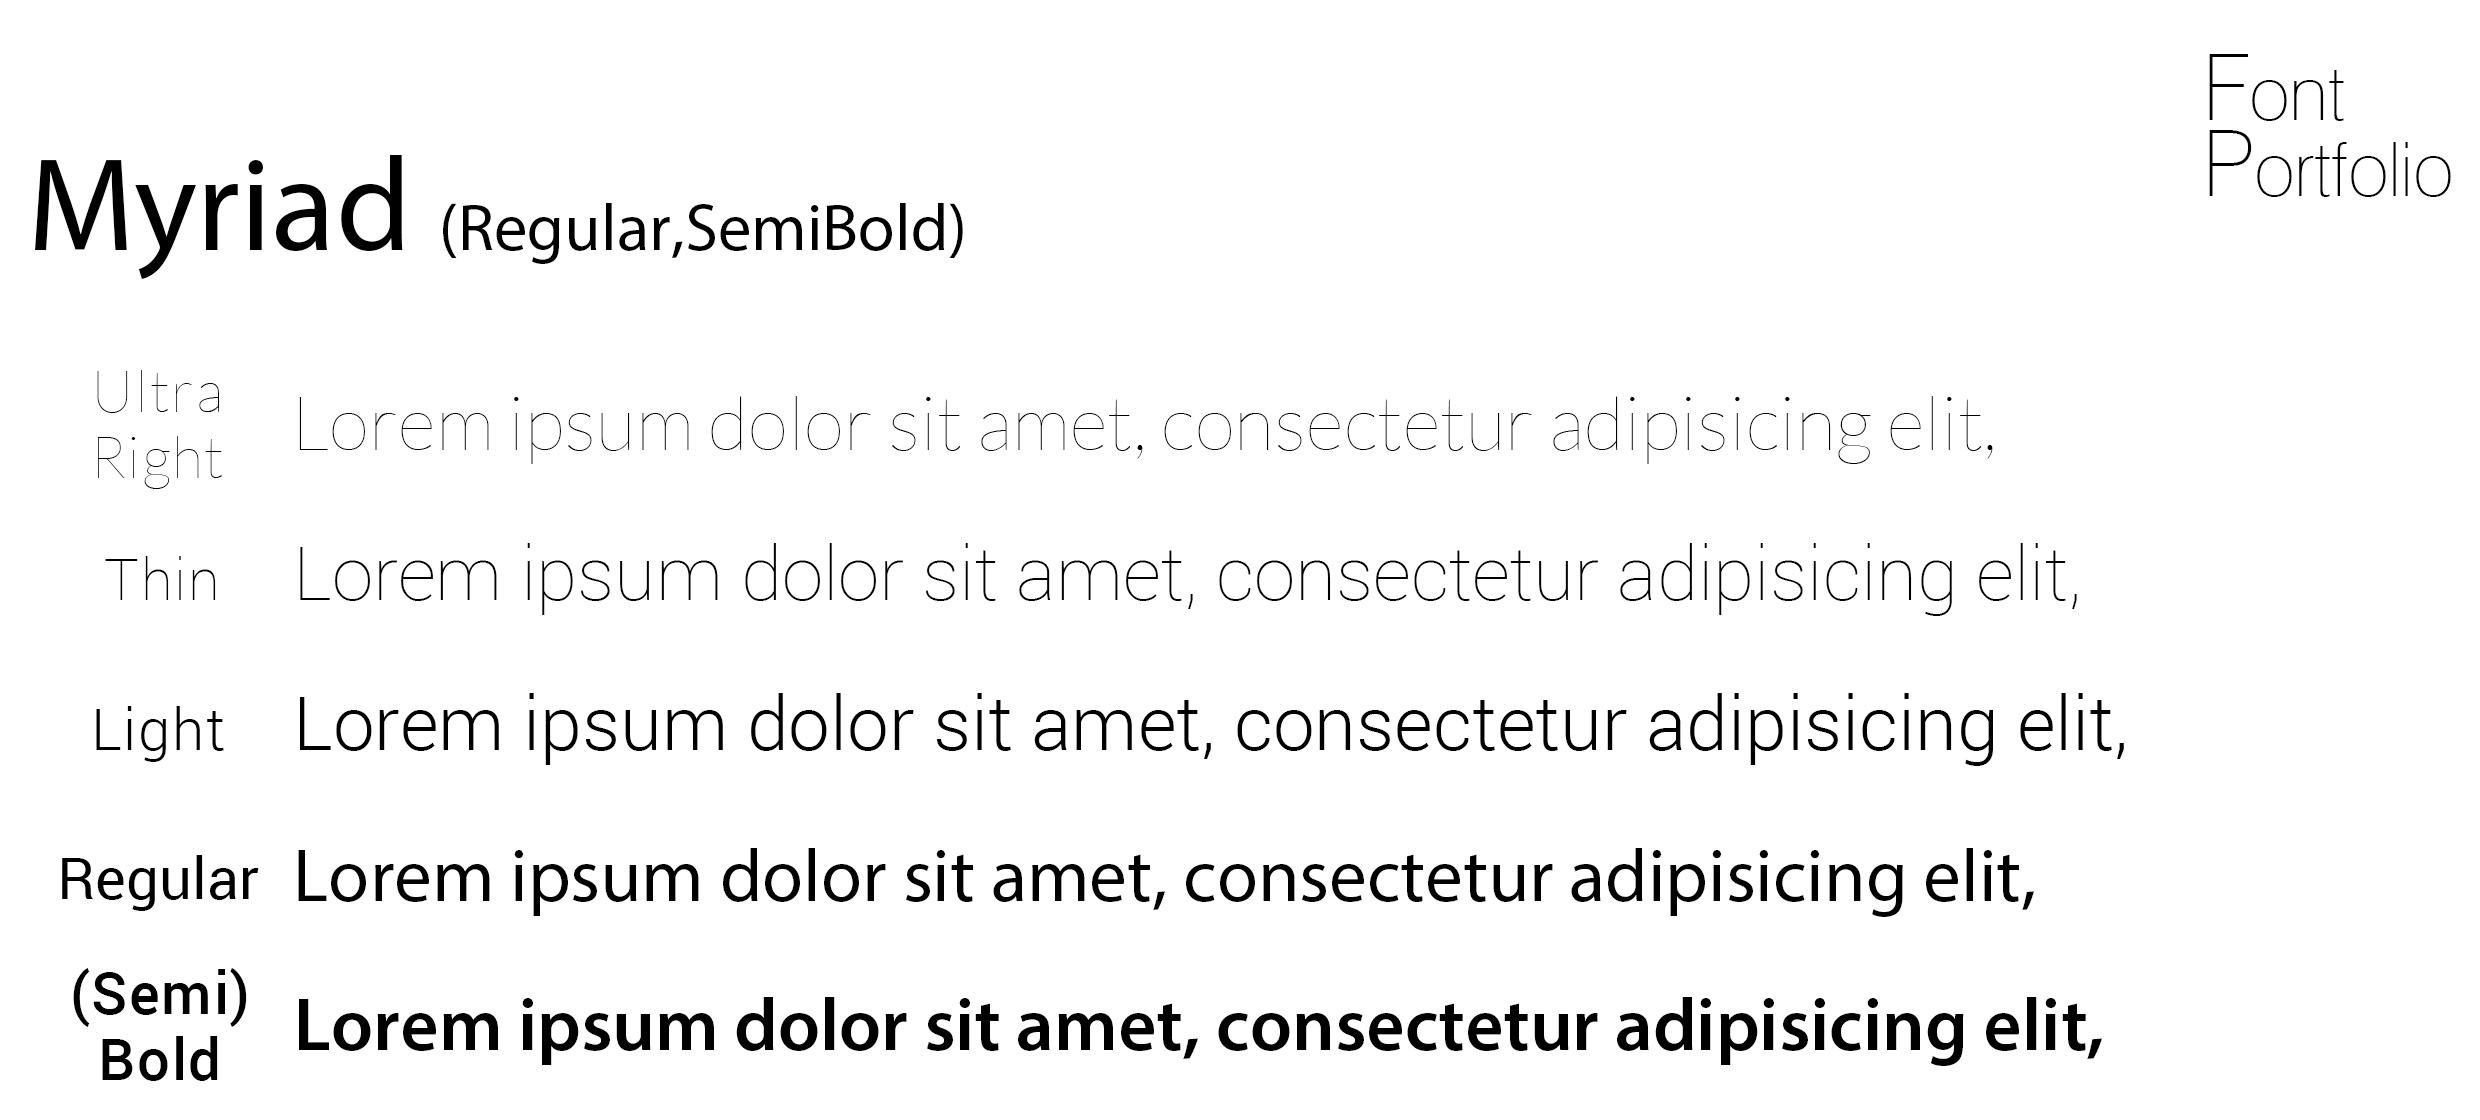 Font
Portfolio
Myriad (Regular,SemiBold)
Ultra
Right
Lorem ipsum dolor sit amet, consectetur adipisicing elit,
Thin
Lorem ipsum dolor sit amet, consectetur adipisicing elit,
Light
Lorem ipsum dolor sit amet, consectetur adipisicing elit,
Regular
Lorem ipsum dolor sit amet, consectetur adipisicing elit,
(Semi)
Bold
Lorem ipsum dolor sit amet, consectetur adipisicing elit,